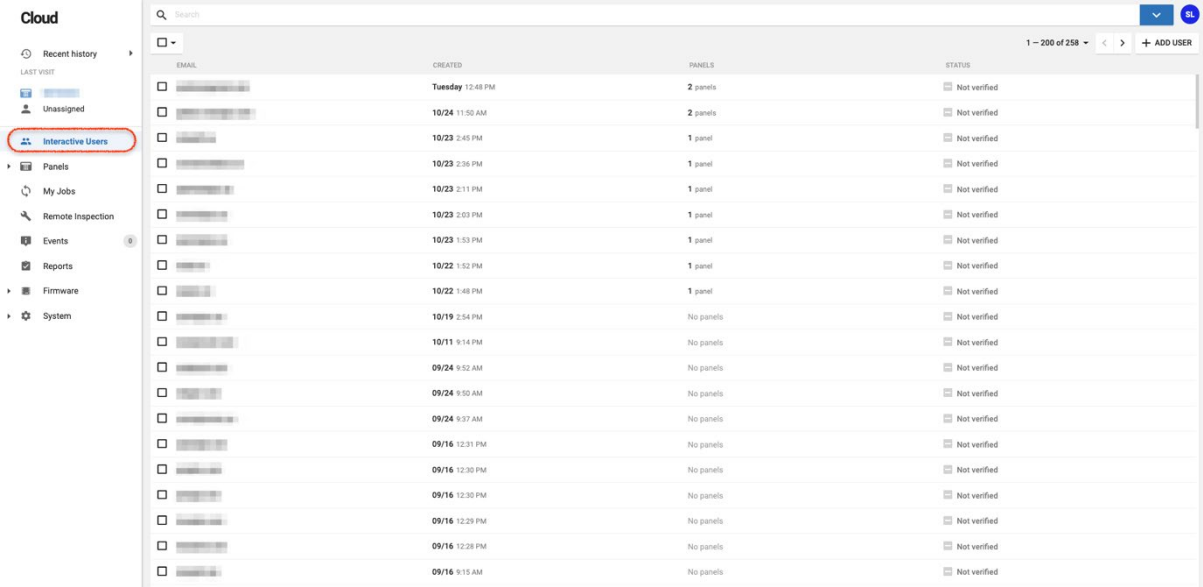 Cloud
Search
SL
Recent history
LAST VISIT
Unassigned
Interactive Users
Panels
My Jobs
Remote Inspection
Events 0
Reports
Firmware
System
1 — 200 of 258
ADD USER
EMAIL CREATED PANELS STATUS
Tuesday 12:48 PM 2 panels Not verified
10/24 11:50 AM 2 panels Not verified
10/23 2:45 PM 1 panel Not verified
10/23 2:36 PM 1 panel Not verified
10/23 2:11 PM 1 panel Not verified
10/23 2:03 PM 1 panel Not verified
10/23 1:53 PM 1 panel Not verified
10/22 1:52 PM 1 panel Not verified
10/22 1:48 PM 1 panel Not verified
10/19 2:54 PM No panels Not verified
10/11 9:14 PM No panels Not verified
09/24 9:52 AM No panels Not verified
09/24 9:50 AM No panels Not verified
09/24 9:37 AM No panels Not verified
09/16 12:31 PM No panels Not verified
09/16 12:30 PM No panels Not verified
09/16 12:30 PM No panels Not verified
09/16 12:29 PM No panels Not verified
09/16 12:28 PM No panels Not verified
09/16 9:15 AM No panels Not verified